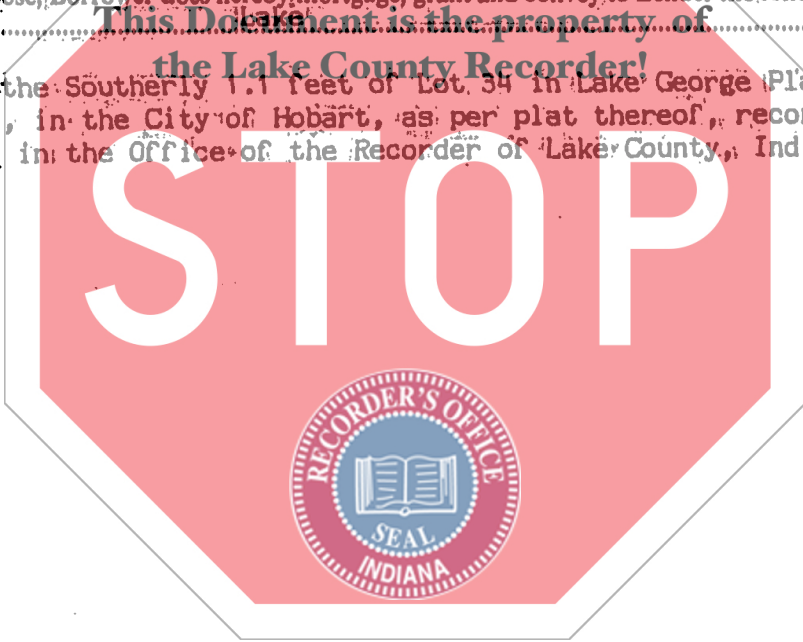 This Document is the property of
Lake
the Lake County Recorder!
the Southerly 1.1 feet of Lot 34 in Lake George Pla
, in the City of Hobart, as per plat thereof, recor
in the Office of the Recorder of Lake County, Ind
STOP
RECORDER'S OFFICE
SEAL
INDIANA